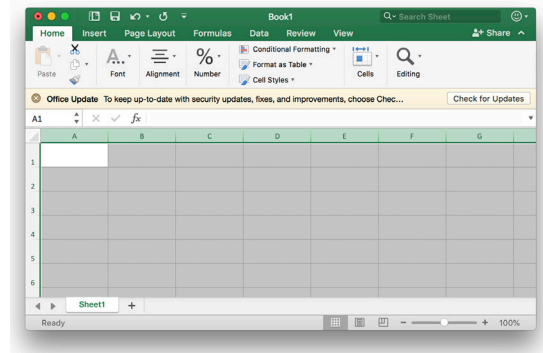 Book1
Search Sheet
Home Insert Page Layout Formulas Data Review View Share
Paste
A..
Font
Alignment
%
Number
Conditional Formatting
Format as Table
Cell Styles
Cells
Editing
Office Update To keep up-to-date with security updates, fixes, and improvements, choose Chec... Check for Updates
A1 fx
A B C D E F G
1
2
3
4
5
6
Sheet1 +
Ready - + 100%